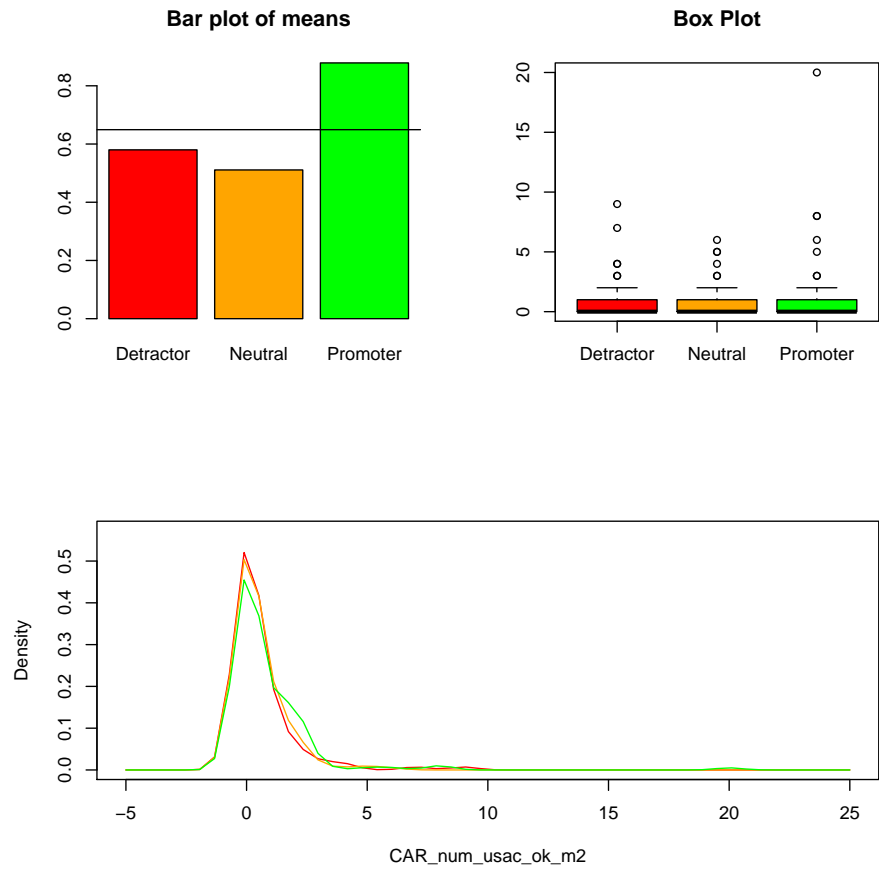 Bar plot of means
0.0 0.2 0.4 0.6 0.8
Detractor Neutral Promoter
Box Plot
0 5 10 15 20
Detractor Neutral Promoter
Density
0.0 0.1 0.2 0.3 0.4 0.5
−5 0 5 10 15 20 25
CAR_num_usac_ok_m2